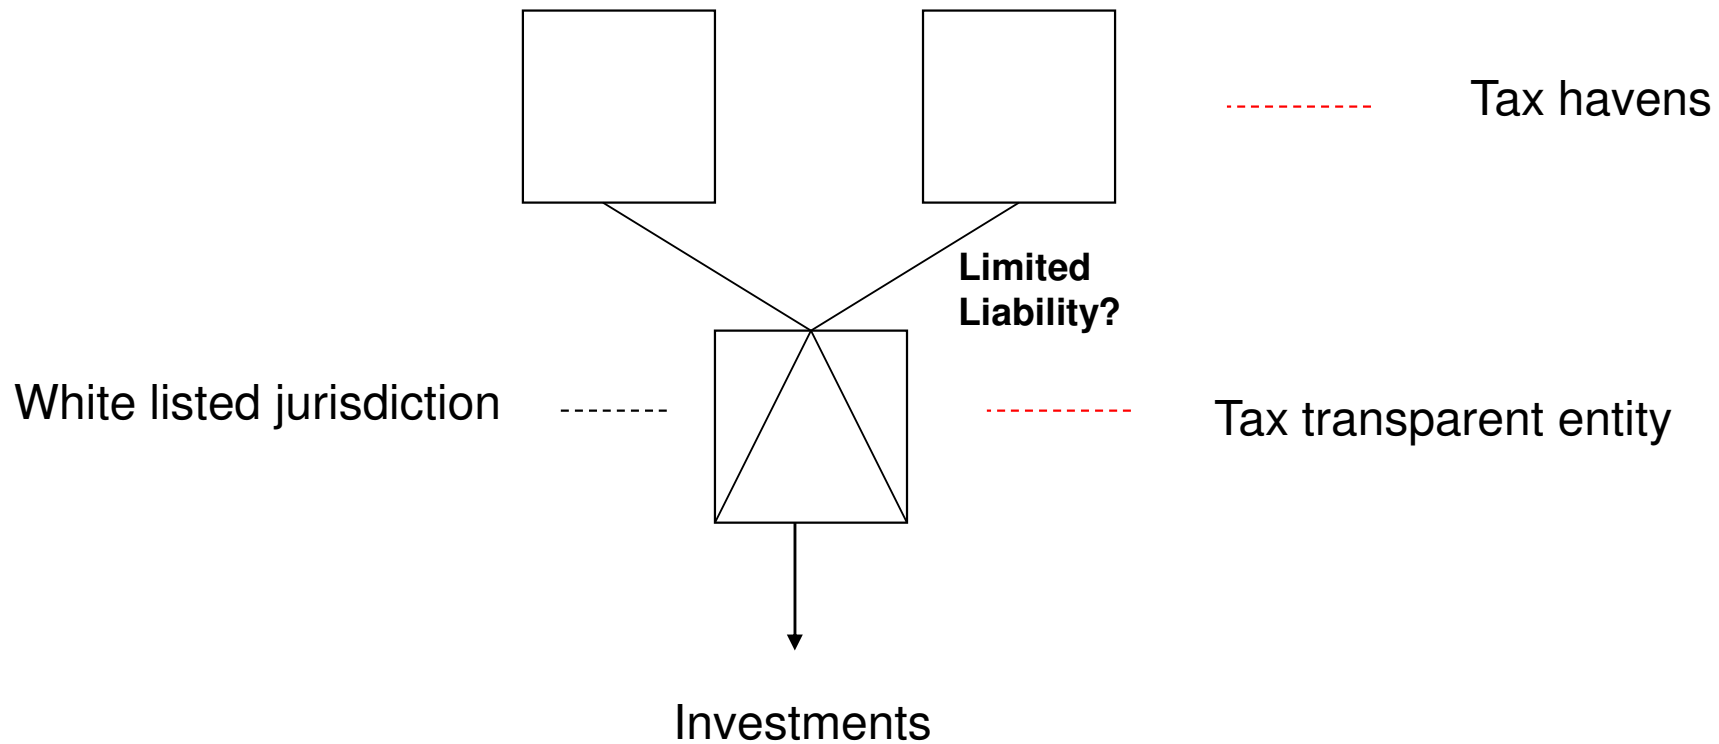 Tax havens
Limited
Liability?
White listed jurisdiction
Tax transparent entity
Investments